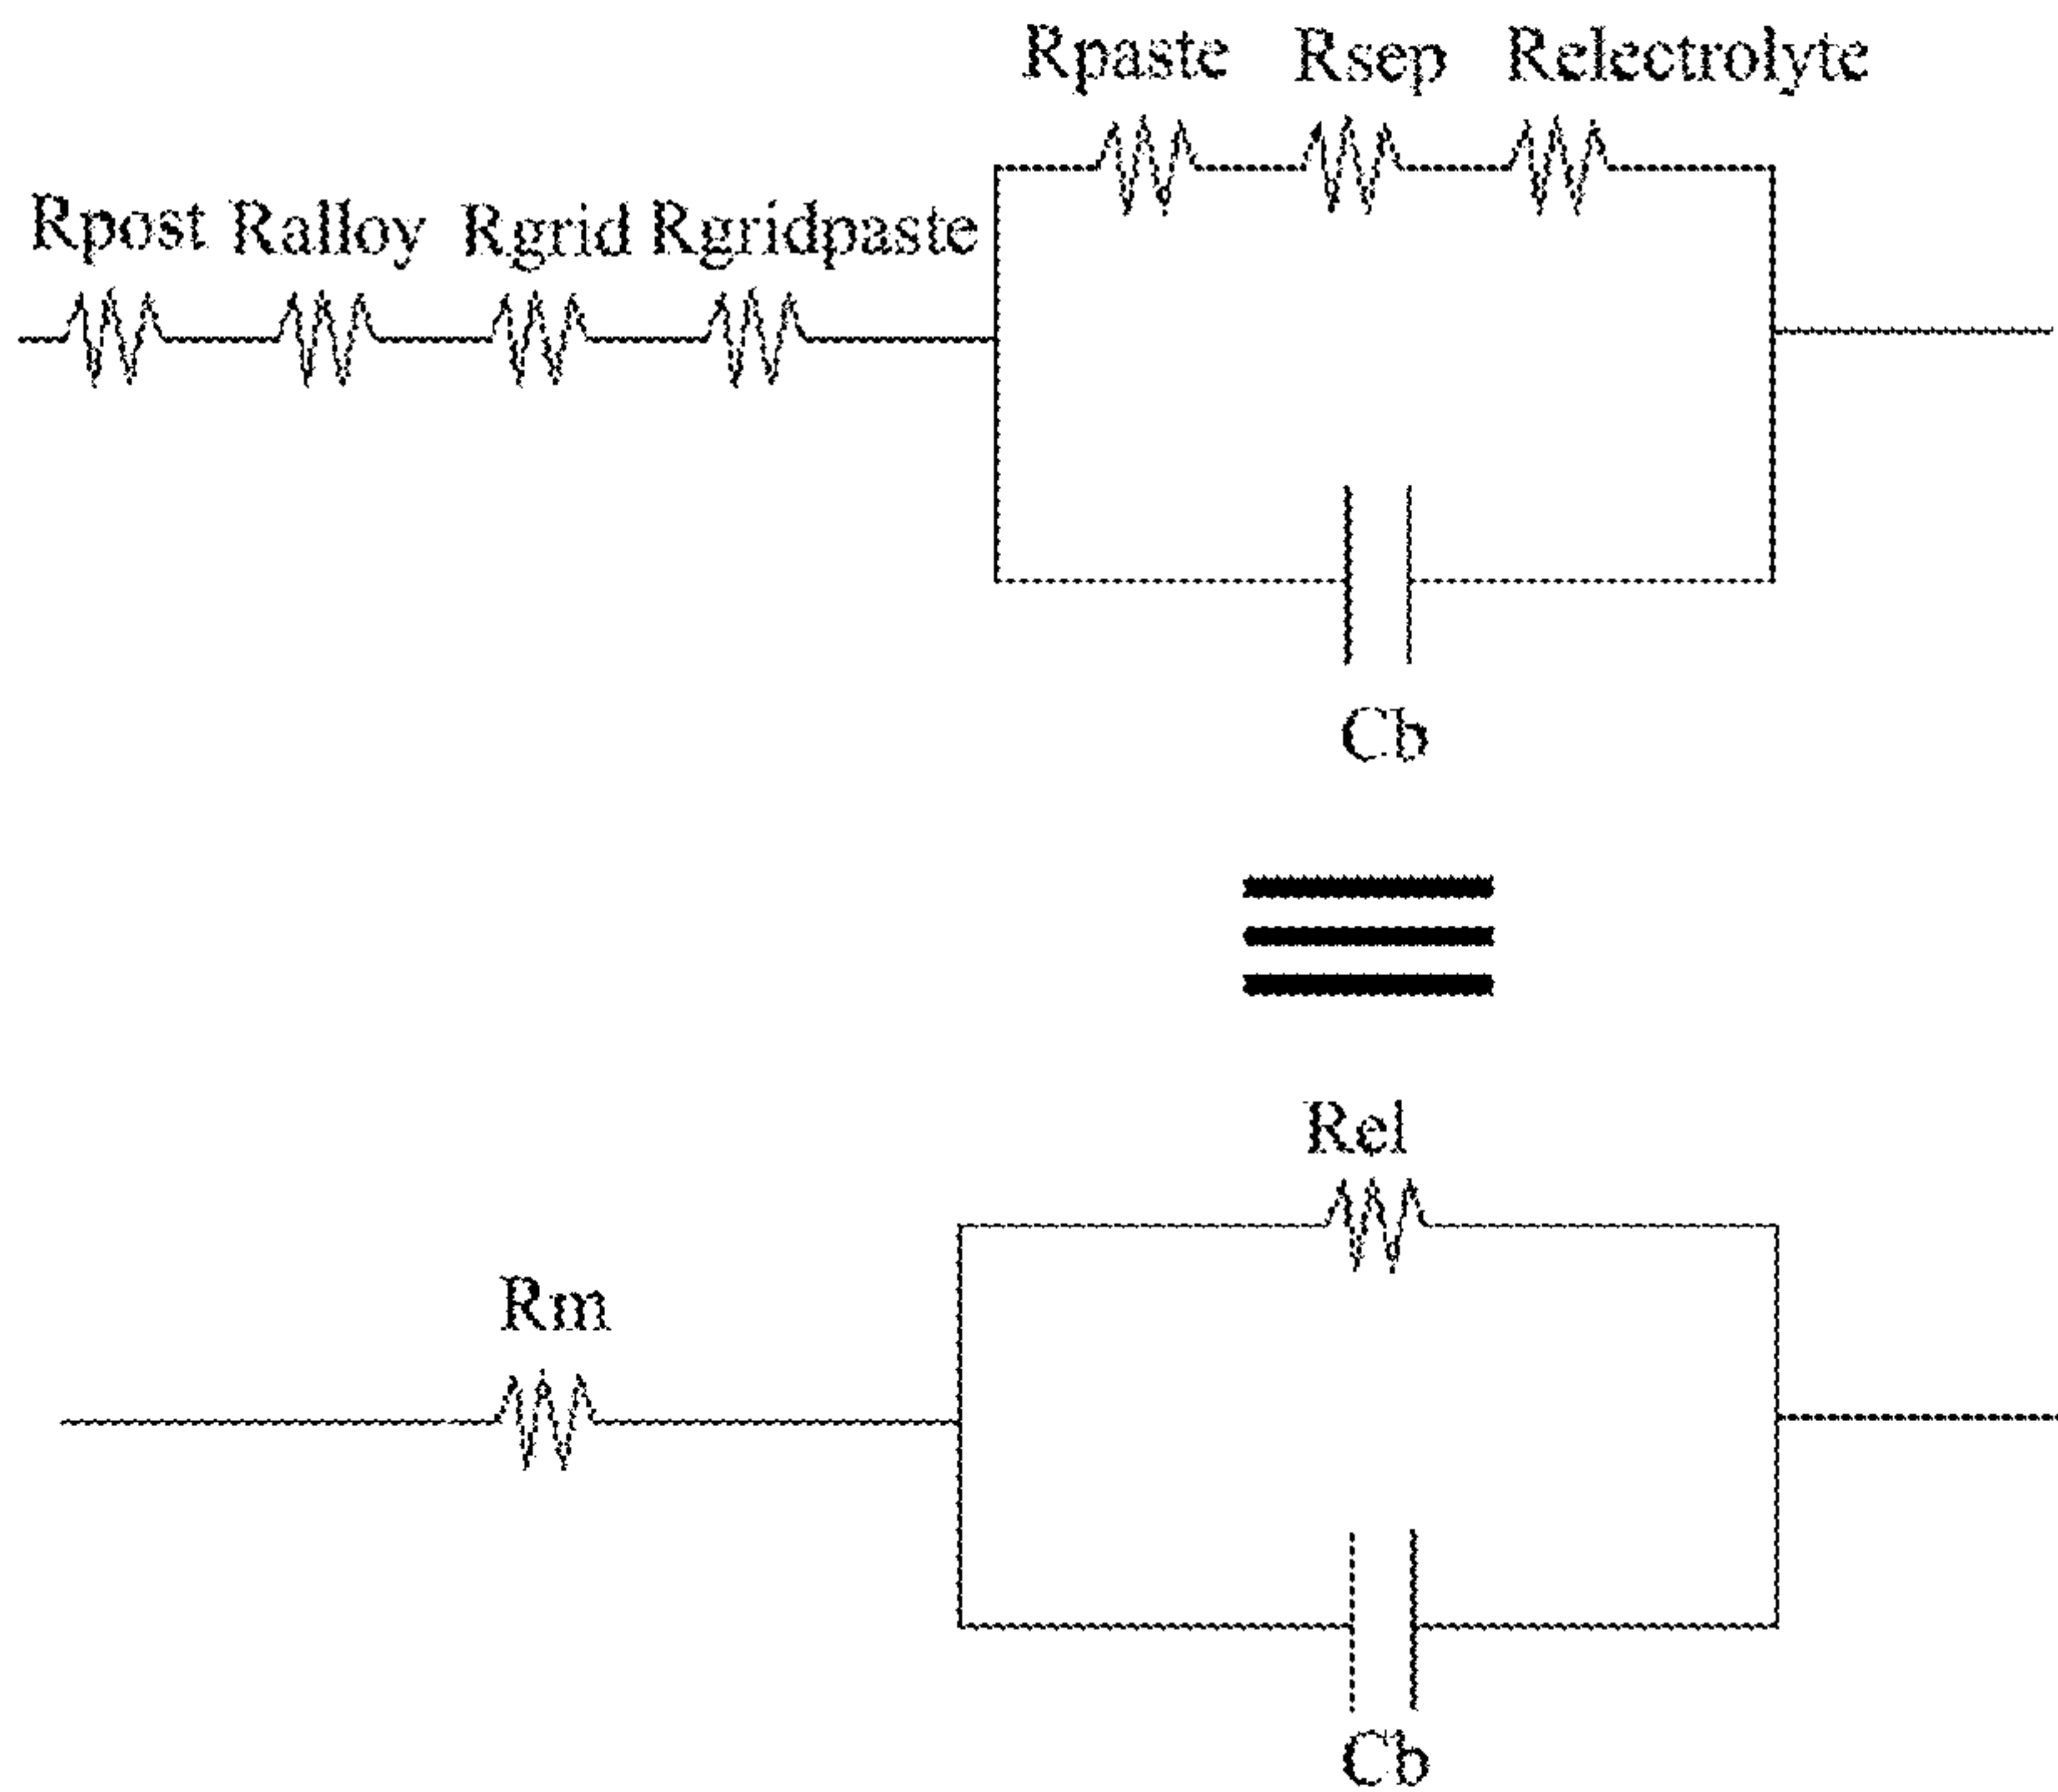 Rpaste Rsep Relectrolyte
Rpost Ralloy Rgrid Rgridpaste
Cb
Rel
Rm
Cb